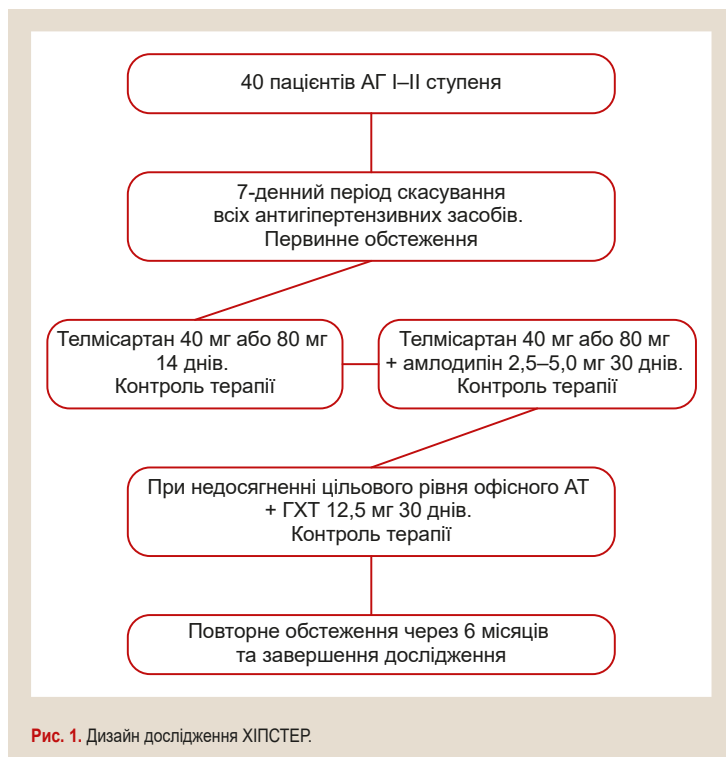 40 пацієнтів АГ І–ІІ ступеня
7-денний період скасування
всіх антигіпертензивних засобів.
Первинне обстеження
Телмісартан 40 мг або 80 мг
14 днів.
Контроль терапії
Телмісартан 40 мг або 80 мг
+ амлодипін 2,5–5,0 мг 30 днів.
Контроль терапії
При недосягненні цільового рівня офісного АТ
+ ГХТ 12,5 мг 30 днів.
Контроль терапії
Повторне обстеження через 6 місяців
та завершення дослідження
Рис. 1. Дизайн дослідження ХІПСТЕР.